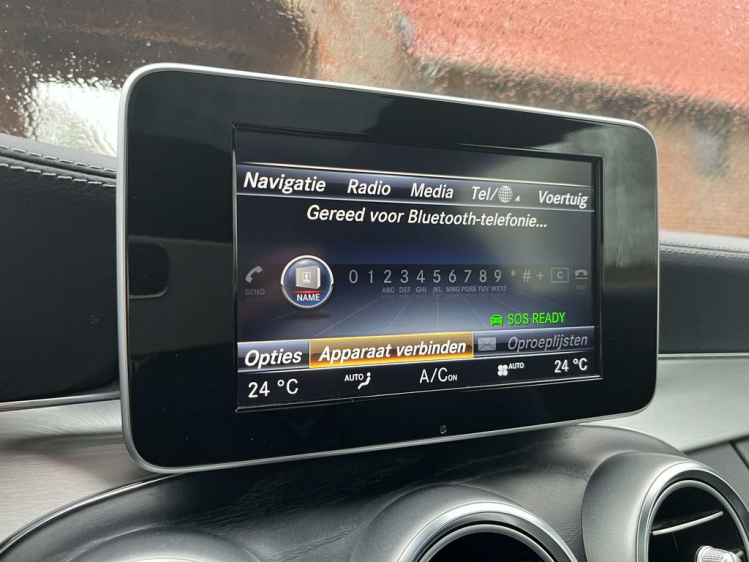 Navigatie Radio Media Tel/ Voertuig
Gereed voor Bluetooth-telefonie...
SEND NAME 0 1 2 3 4 5 6 7 8 9 * # + C END
ABC DEF GHI JKL MNO PQRS TUV WXYZ
SOS READY
Opties Apparaat verbinden Oproeplijsten
24 °C AUTO A/C ON AUTO 24 °C